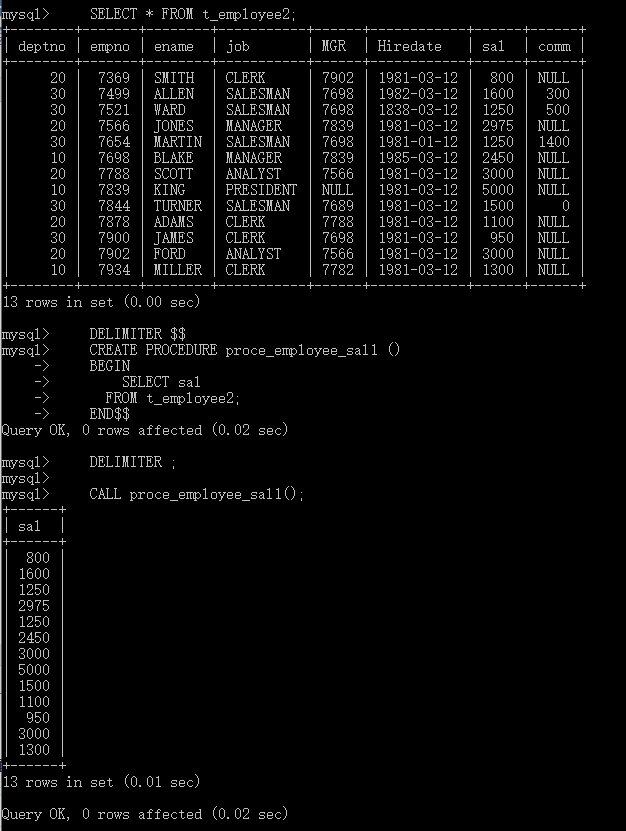 mysql>     SELECT * FROM t_employee2;
+--------+-------+--------+-----------+------+------------+------+------+
| deptno | empno | ename  | job       | MGR  | Hiredate   | sal  | comm |
+--------+-------+--------+-----------+------+------------+------+------+
|     20 |  7369 | SMITH  | CLERK     | 7902 | 1981-03-12 |  800 | NULL |
|     30 |  7499 | ALLEN  | SALESMAN  | 7698 | 1982-03-12 | 1600 |  300 |
|     30 |  7521 | WARD   | SALESMAN  | 7698 | 1838-03-12 | 1250 |  500 |
|     20 |  7566 | JONES  | MANAGER   | 7839 | 1981-03-12 | 2975 | NULL |
|     30 |  7654 | MARTIN | SALESMAN  | 7698 | 1981-01-12 | 1250 | 1400 |
|     10 |  7698 | BLAKE  | MANAGER   | 7839 | 1985-03-12 | 2450 | NULL |
|     20 |  7788 | SCOTT  | ANALYST   | 7566 | 1981-03-12 | 3000 | NULL |
|     10 |  7839 | KING   | PRESIDENT | NULL | 1981-03-12 | 5000 | NULL |
|     30 |  7844 | TURNER | SALESMAN  | 7689 | 1981-03-12 | 1500 |    0 |
|     20 |  7878 | ADAMS  | CLERK     | 7788 | 1981-03-12 | 1100 | NULL |
|     30 |  7900 | JAMES  | CLERK     | 7698 | 1981-03-12 |  950 | NULL |
|     20 |  7902 | FORD   | ANALYST   | 7566 | 1981-03-12 | 3000 | NULL |
|     10 |  7934 | MILLER | CLERK     | 7782 | 1981-03-12 | 1300 | NULL |
+--------+-------+--------+-----------+------+------------+------+------+
13 rows in set (0.00 sec)
mysql>     DELIMITER $$
mysql>     CREATE PROCEDURE proce_employee_sall ()
    ->     BEGIN
    ->         SELECT sal
    ->       FROM t_employee2;
    ->     END$$
Query OK, 0 rows affected (0.02 sec)
mysql>     DELIMITER ;
mysql>
mysql>     CALL proce_employee_sall();
+------+
| sal  |
+------+
|  800 |
| 1600 |
| 1250 |
| 2975 |
| 1250 |
| 2450 |
| 3000 |
| 5000 |
| 1500 |
| 1100 |
|  950 |
| 3000 |
| 1300 |
+------+
13 rows in set (0.01 sec)
Query OK, 0 rows affected (0.02 sec)